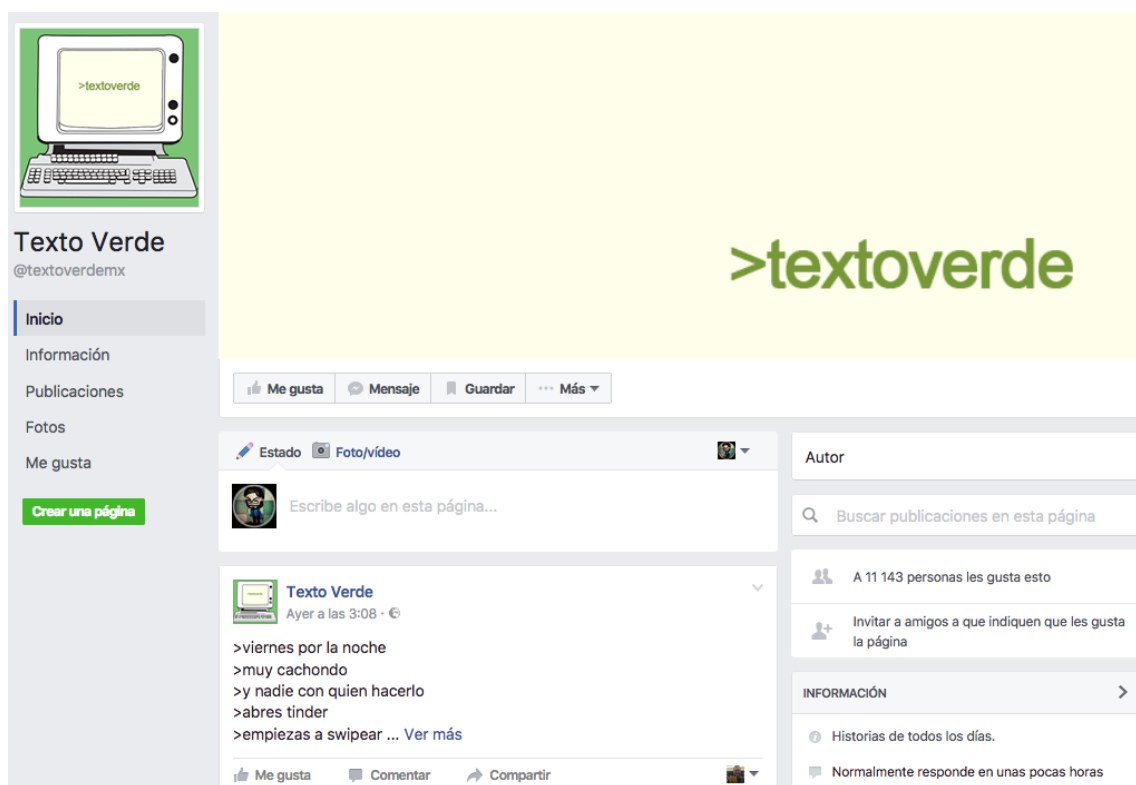 >textoverde
Texto Verde
@textoverdemx
Inicio
Información
Publicaciones
Fotos
Me gusta
Crear una página
>textoverde
Me gusta
Mensaje
Guardar
··· Más
Estado
Foto/vídeo
Escribe algo en esta página...
Texto Verde
Ayer a las 3:08 ·
>viernes por la noche
>muy cachondo
>y nadie con quien hacerlo
>abres tinder
>empiezas a swipear ... Ver más
Me gusta
Comentar
Compartir
Autor
Buscar publicaciones en esta página
A 11 143 personas les gusta esto
Invitar a amigos a que indiquen que les gusta
la página
INFORMACIÓN
Historias de todos los días.
Normalmente responde en unas pocas horas